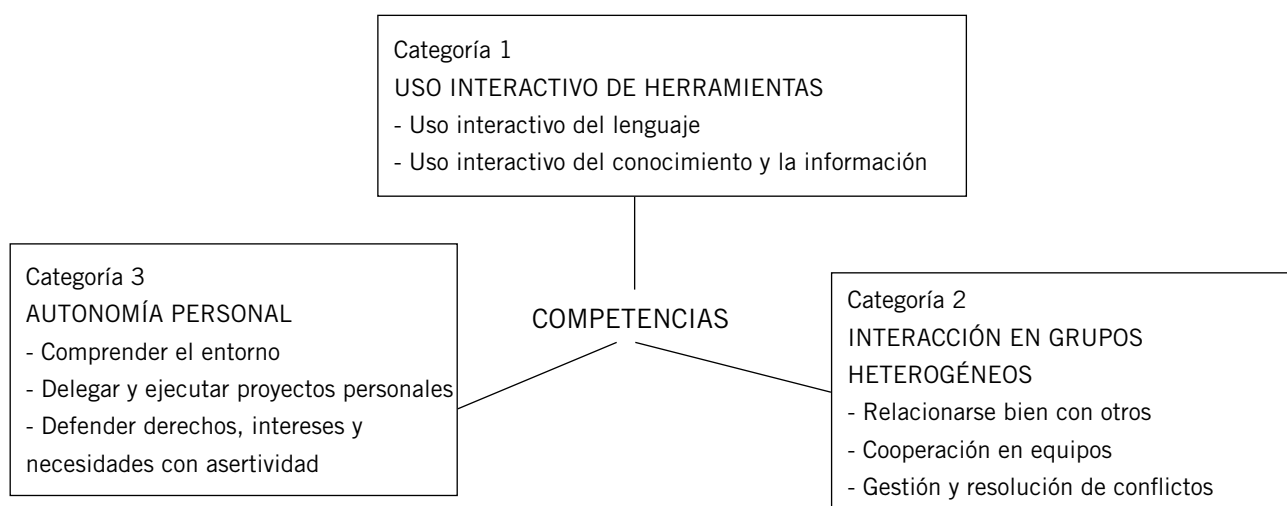 Categoría 1
USO INTERACTIVO DE HERRAMIENTAS
- Uso interactivo del lenguaje
- Uso interactivo del conocimiento y la información
Categoría 3
AUTONOMÍA PERSONAL
- Comprender el entorno
- Delegar y ejecutar proyectos personales
- Defender derechos, intereses y
necesidades con asertividad
COMPETENCIAS
Categoría 2
INTERACCIÓN EN GRUPOS
HETEROGÉNEOS
- Relacionarse bien con otros
- Cooperación en equipos
- Gestión y resolución de conflictos